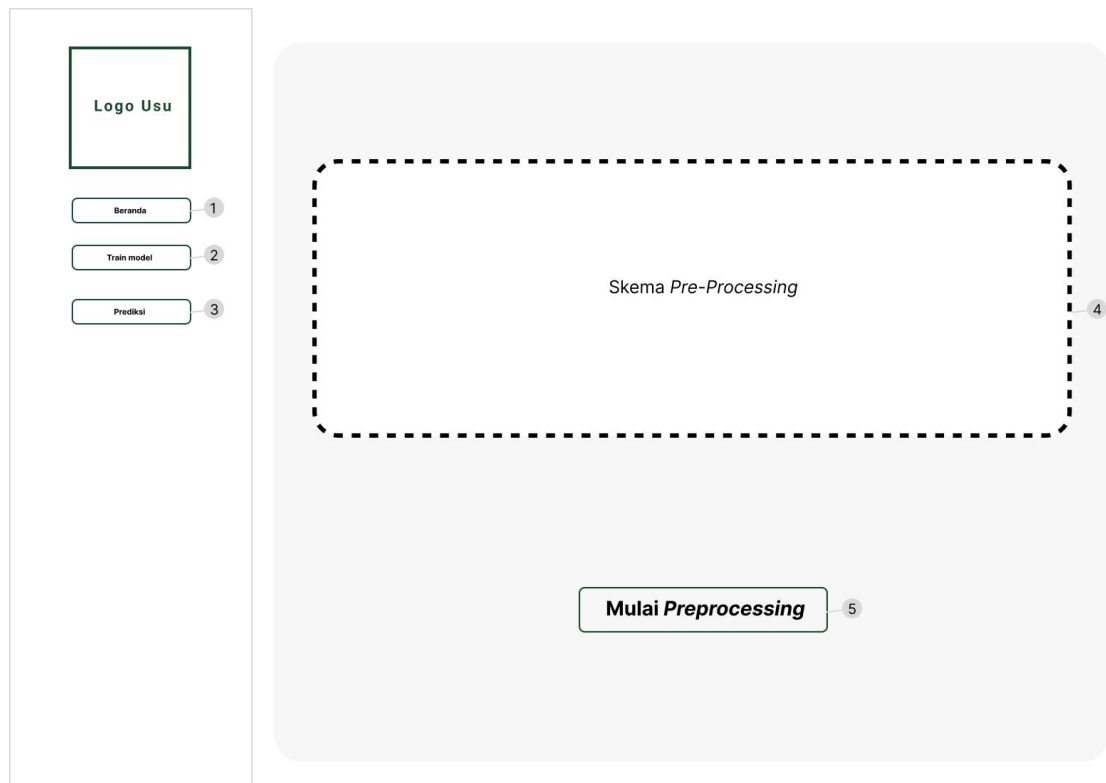 Logo Usu
Beranda
1
Train model
2
Prediksi
3
Skema Pre-Processing
4
Mulai Preprocessing
5